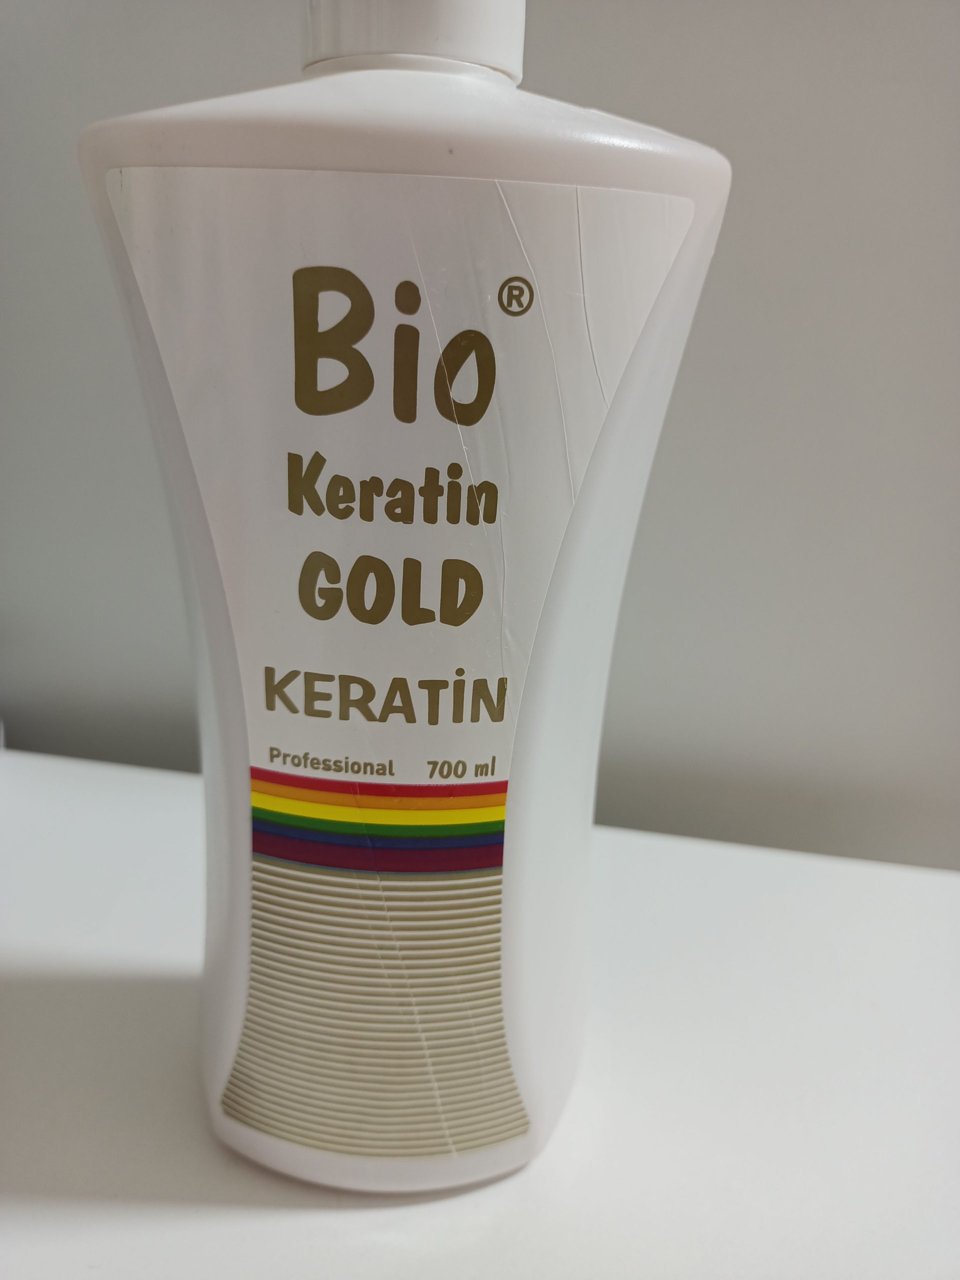 Bio®
Keratin
GOLD
KERATİN
Professional 700 ml